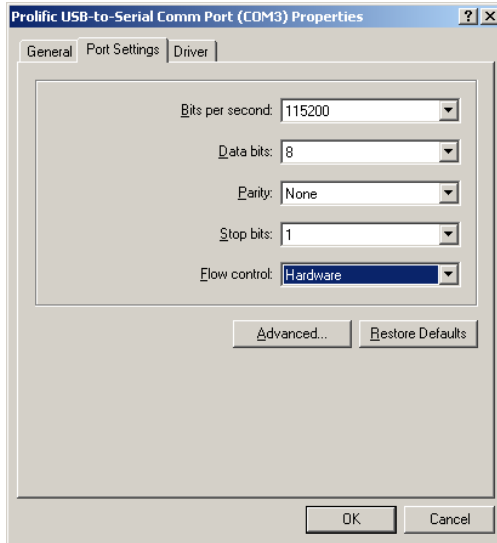 Prolific USB-to-Serial Comm Port (COM3) Properties
General Port Settings Driver
Bits per second: 115200
Data bits: 8
Parity: None
Stop bits: 1
Flow control: Hardware
Advanced... Restore Defaults
OK Cancel